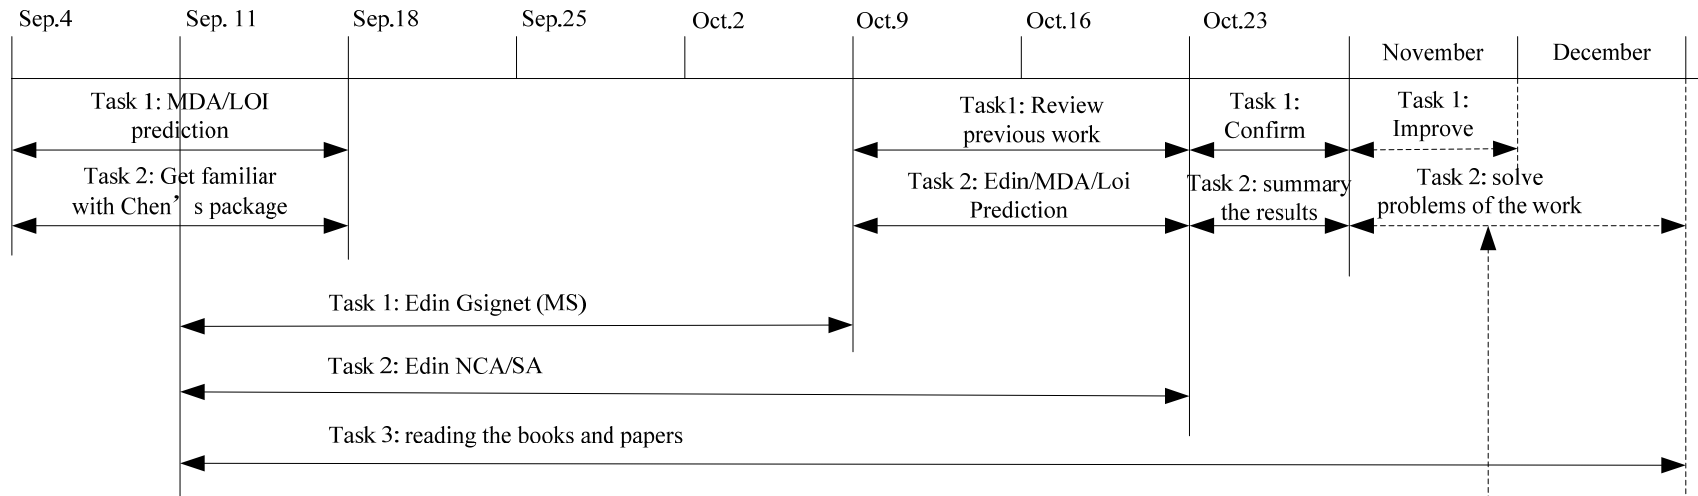 Sep.4 Sep. 11 Sep.18 Sep.25 Oct.2 Oct.9 Oct.16 Oct.23
November December
Task 1: MDA/LOI
prediction
Task1: Review
previous work
Task 1:
Confirm
Task 1:
Improve
Task 2: Get familiar
with Chen’s package
Task 2: Edin/MDA/Loi
Prediction
Task 2: summary
the results
Task 2: solve
problems of the work
Task 1: Edin Gsignet (MS)
Task 2: Edin NCA/SA
Task 3: reading the books and papers